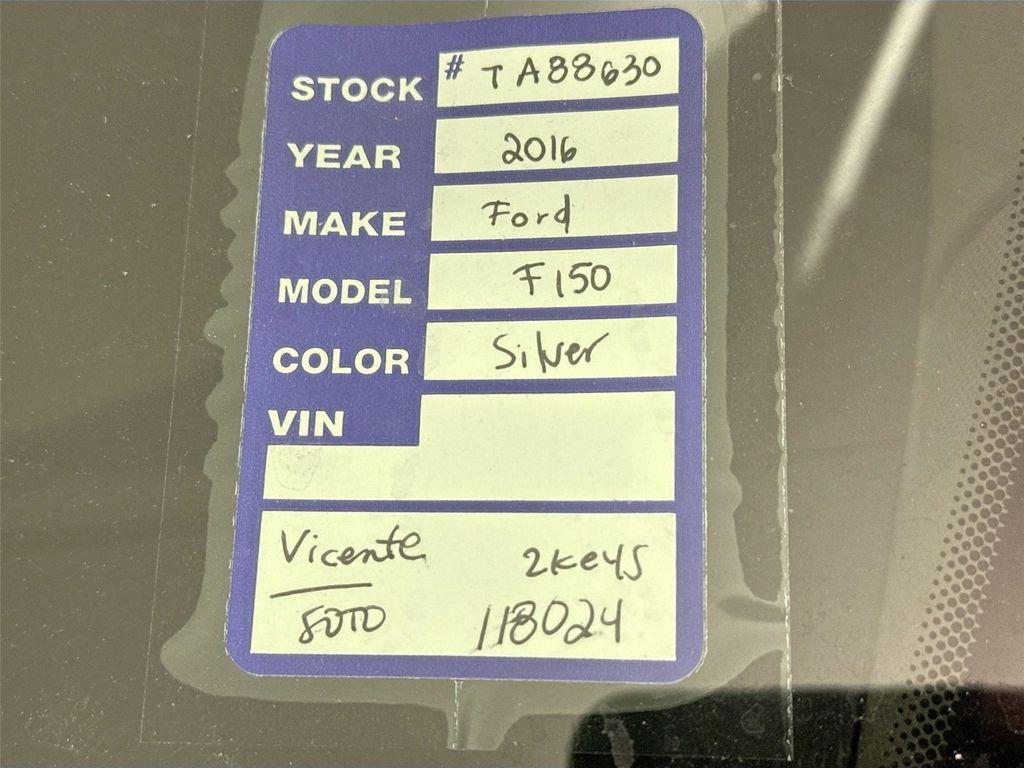 STOCK # TA88630
YEAR 2016
MAKE Ford
MODEL F150
COLOR Silver
VIN
Vicente 2keys
SOTO 118024